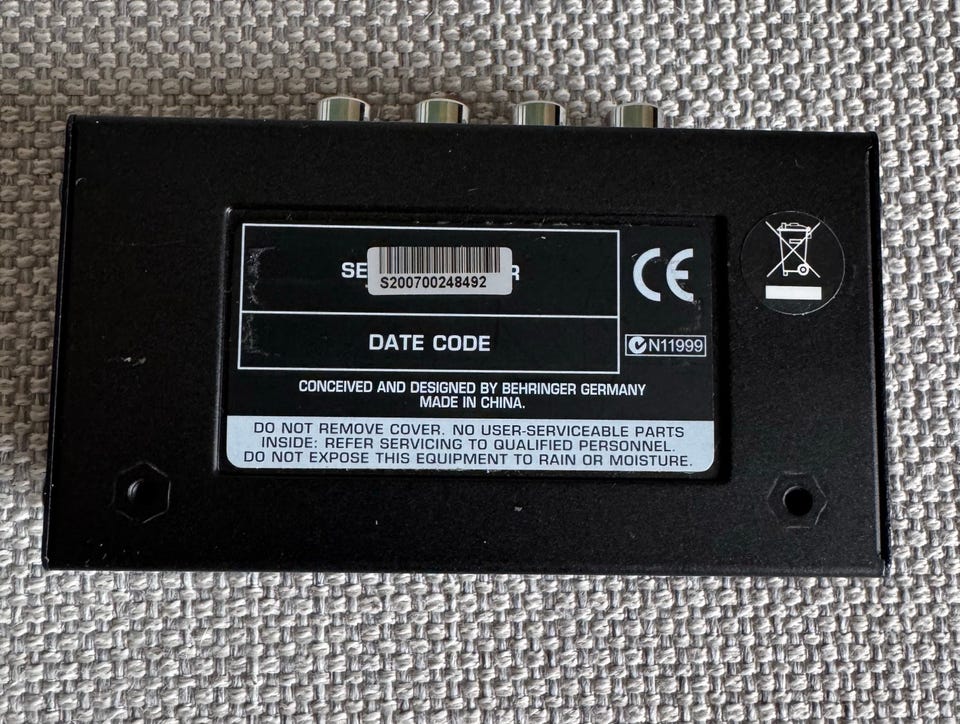 S200700248492
DATE CODE
CE
N11999
CONCEIVED AND DESIGNED BY BEHRINGER GERMANY
MADE IN CHINA.
DO NOT REMOVE COVER. NO USER-SERVICEABLE PARTS
INSIDE: REFER SERVICING TO QUALIFIED PERSONNEL.
DO NOT EXPOSE THIS EQUIPMENT TO RAIN OR MOISTURE.